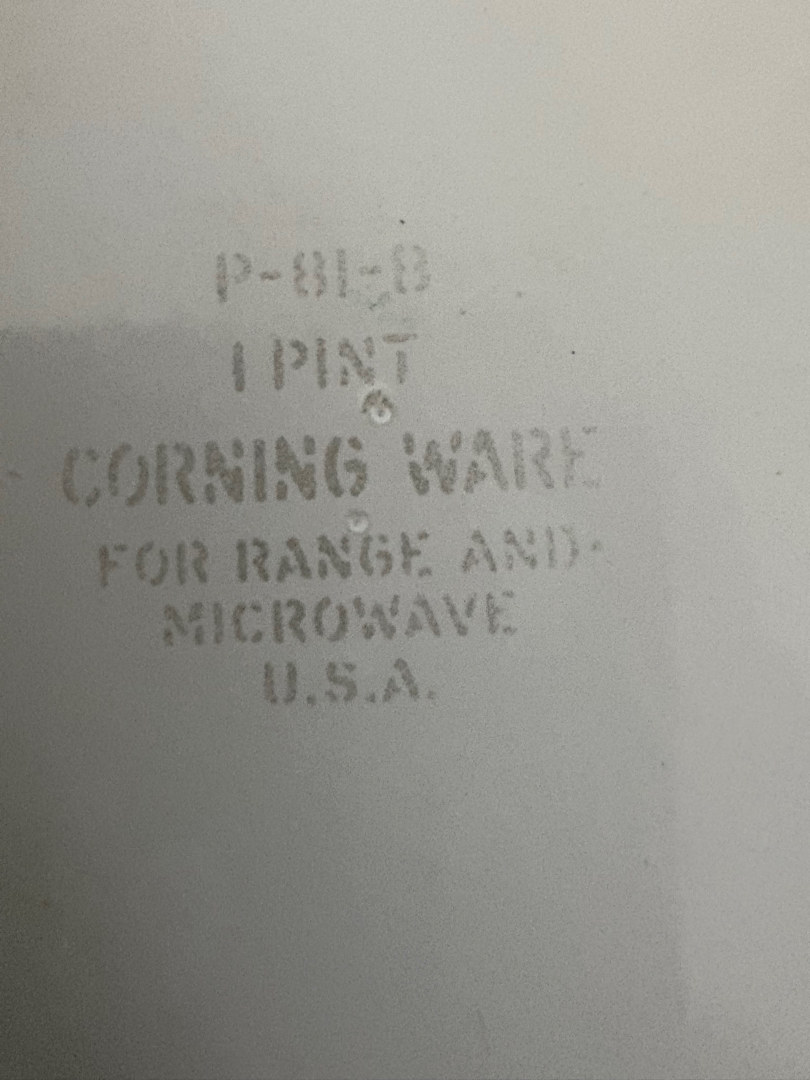 P-81-B
1 PINT
CORNING WARE
FOR RANGE AND
MICROWAVE
U.S.A.